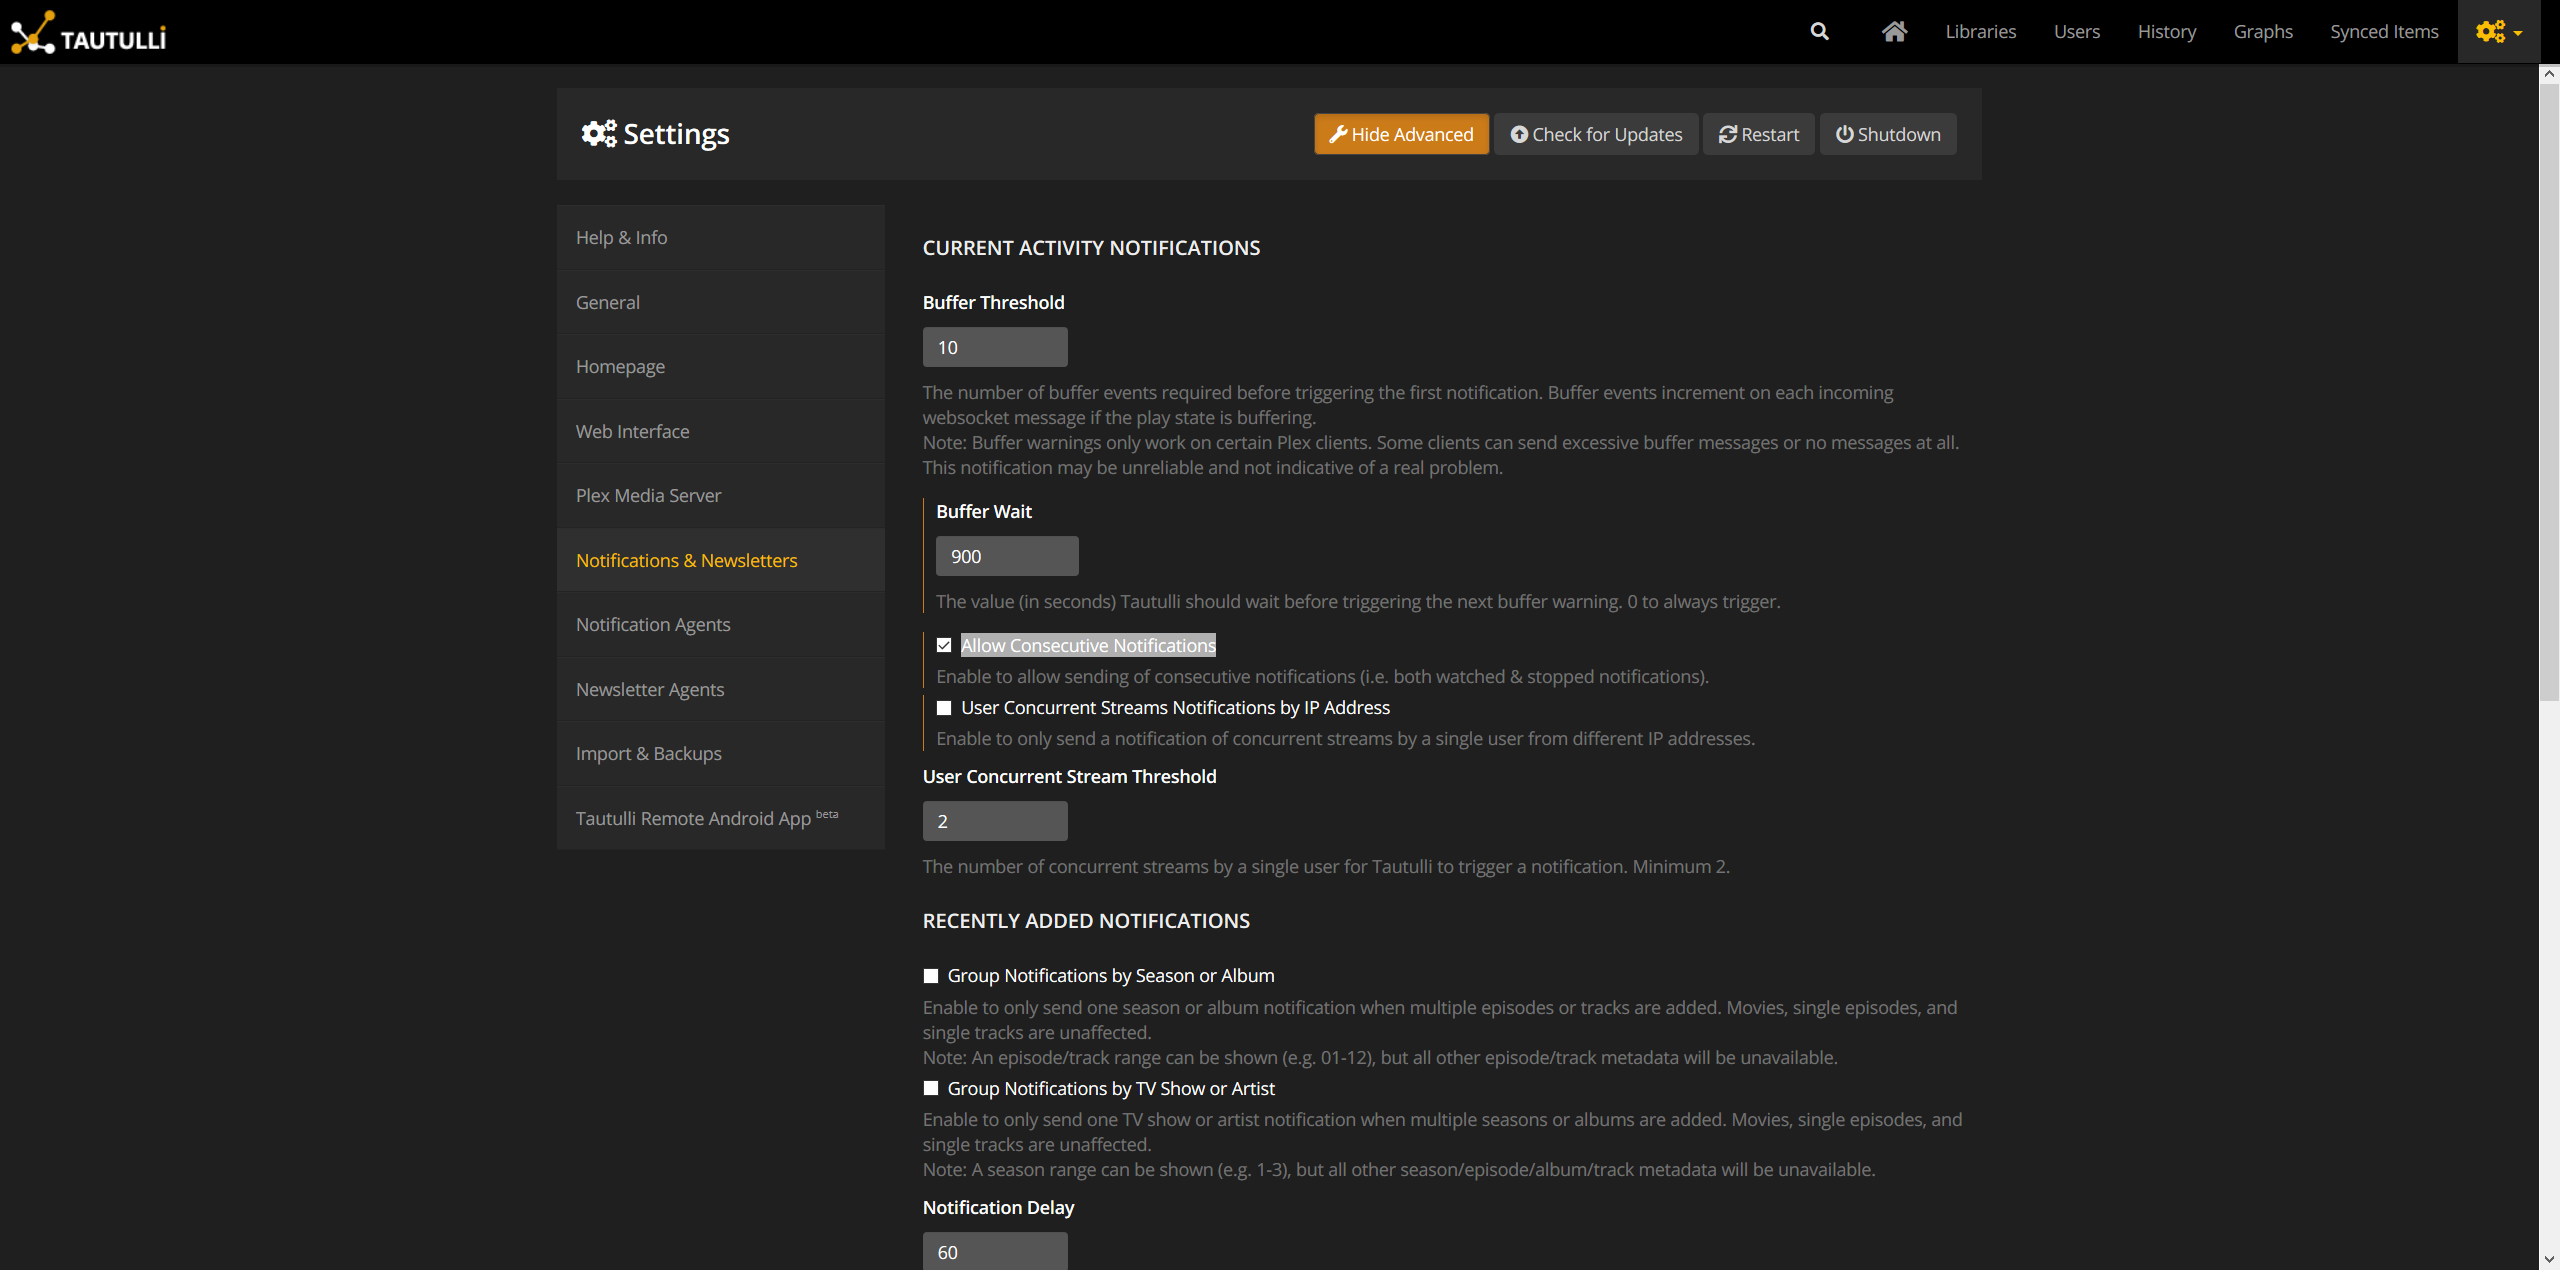 TAUTULLI
Libraries
Users
History
Graphs
Synced Items
Settings
Hide Advanced
Check for Updates
Restart
Shutdown
Help & Info
General
Homepage
Web Interface
Plex Media Server
Notifications & Newsletters
Notification Agents
Newsletter Agents
Import & Backups
Tautulli Remote Android App beta
CURRENT ACTIVITY NOTIFICATIONS
Buffer Threshold
10
The number of buffer events required before triggering the first notification. Buffer events increment on each incoming
websocket message if the play state is buffering.
Note: Buffer warnings only work on certain Plex clients. Some clients can send excessive buffer messages or no messages at all.
This notification may be unreliable and not indicative of a real problem.
Buffer Wait
900
The value (in seconds) Tautulli should wait before triggering the next buffer warning. 0 to always trigger.
Allow Consecutive Notifications
Enable to allow sending of consecutive notifications (i.e. both watched & stopped notifications).
User Concurrent Streams Notifications by IP Address
Enable to only send a notification of concurrent streams by a single user from different IP addresses.
User Concurrent Stream Threshold
2
The number of concurrent streams by a single user for Tautulli to trigger a notification. Minimum 2.
RECENTLY ADDED NOTIFICATIONS
Group Notifications by Season or Album
Enable to only send one season or album notification when multiple episodes or tracks are added. Movies, single episodes, and
single tracks are unaffected.
Note: An episode/track range can be shown (e.g. 01-12), but all other episode/track metadata will be unavailable.
Group Notifications by TV Show or Artist
Enable to only send one TV show or artist notification when multiple seasons or albums are added. Movies, single episodes, and
single tracks are unaffected.
Note: A season range can be shown (e.g. 1-3), but all other season/episode/album/track metadata will be unavailable.
Notification Delay
60